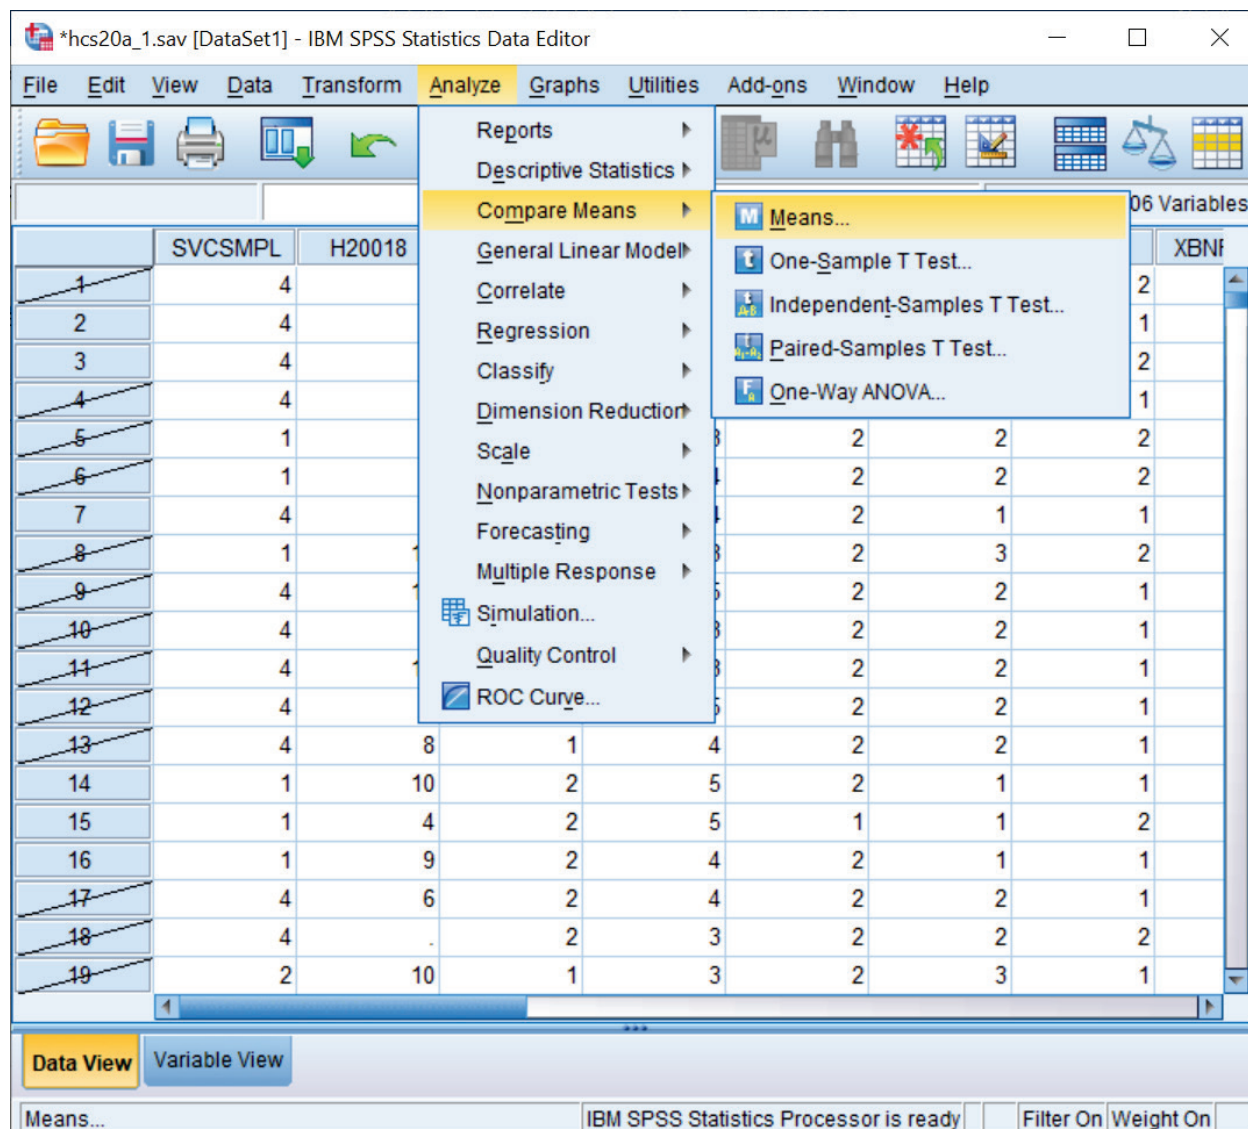 *hcs20a_1.sav [DataSet1] - IBM SPSS Statistics Data Editor
File Edit View Data Transform Analyze Graphs Utilities Add-ons Window Help
Reports
Descriptive Statistics
Compare Means
General Linear Model
Correlate
Regression
Classify
Dimension Reduction
Scale
Nonparametric Tests
Forecasting
Multiple Response
Simulation...
Quality Control
ROC Curve...
Means...
One-Sample T Test...
Independent-Samples T Test...
Paired-Samples T Test...
One-Way ANOVA...
06 Variables
SVCSMPL H20018 XBNF
1 4 2
2 4 1
3 4 2
4 4 1
5 1 2 2 2
6 1 2 2 2
7 4 2 1 1
8 1 2 3 2
9 4 2 2 1
10 4 2 2 1
11 4 2 2 1
12 4 2 2 1
13 4 8 1 4 2 2 1
14 1 10 2 5 2 1 1
15 1 4 2 5 1 1 2
16 1 9 2 4 2 1 1
17 4 6 2 4 2 2 1
18 4 . 2 3 2 2 2
19 2 10 1 3 2 3 1
Data View Variable View
Means... IBM SPSS Statistics Processor is ready Filter On Weight On